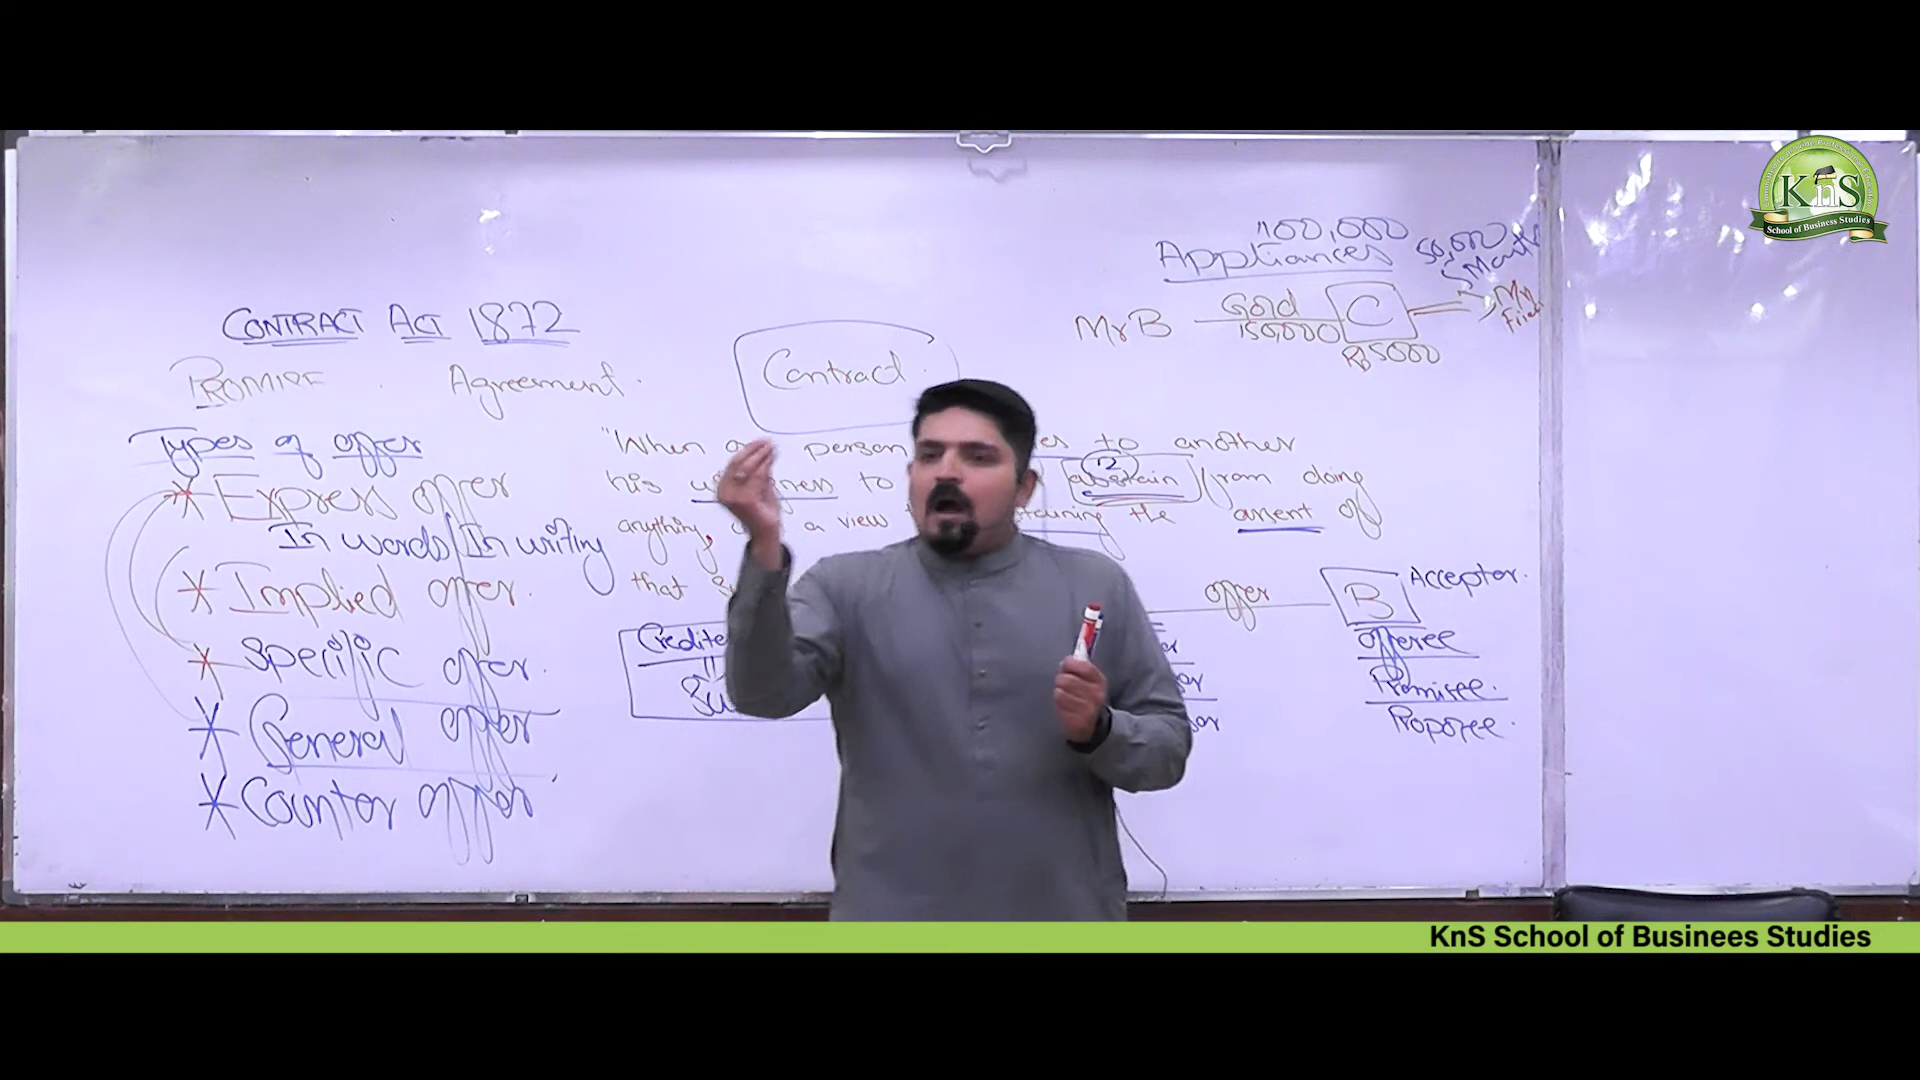 KnS
School of Business Studies
CONTRACT ACT 1872
PROMISE . Agreement.
Contract.
100,000
Appliances
50,000
Mr B Gold C My
150,000
Rs 5000
Types of offer
* Express offer
In words/In writing
* Implied offer.
* Specific offer.
* General offer
* Counter offer
"When person to another
his to abstain from doing
2
anything, a view the assent of
that
offer B Acceptor.
offeree
Promisee.
Proposee.
KnS School of Businees Studies